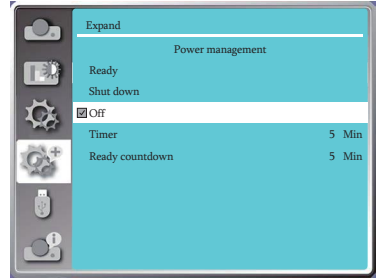 Expand
Power management
Ready
Shut down
Off
Timer 5 Min
Ready countdown 5 Min